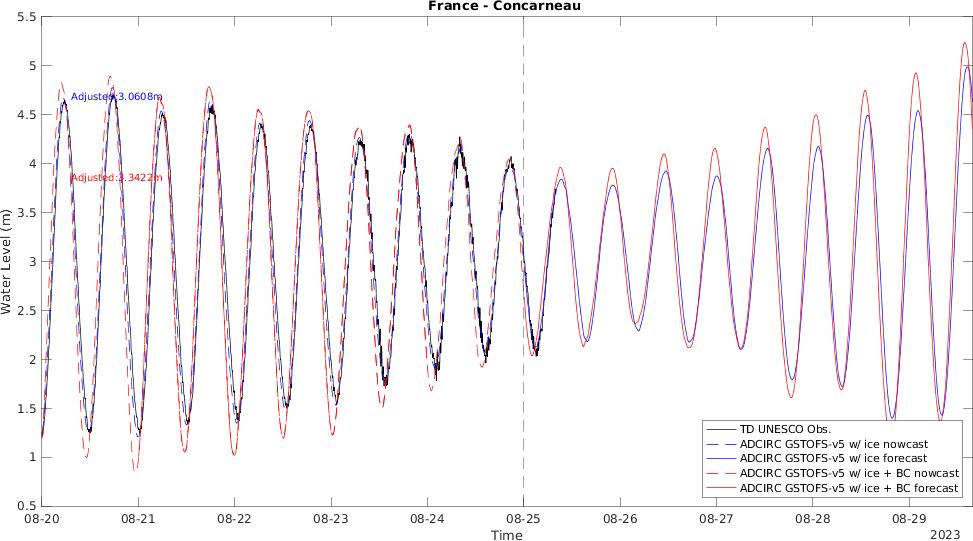 France - Concarneau
5.5
5
4.5
4
3.5
3
2.5
2
1.5
1
0.5
Water Level (m)
Adjusted:3.0608m
Adjusted:3.3422m
TD UNESCO Obs.
ADCIRC GSTOFS-v5 w/ ice nowcast
ADCIRC GSTOFS-v5 w/ ice forecast
ADCIRC GSTOFS-v5 w/ ice + BC nowcast
ADCIRC GSTOFS-v5 w/ ice + BC forecast
08-20 08-21 08-22 08-23 08-24 08-25 08-26 08-27 08-28 08-29
Time
2023